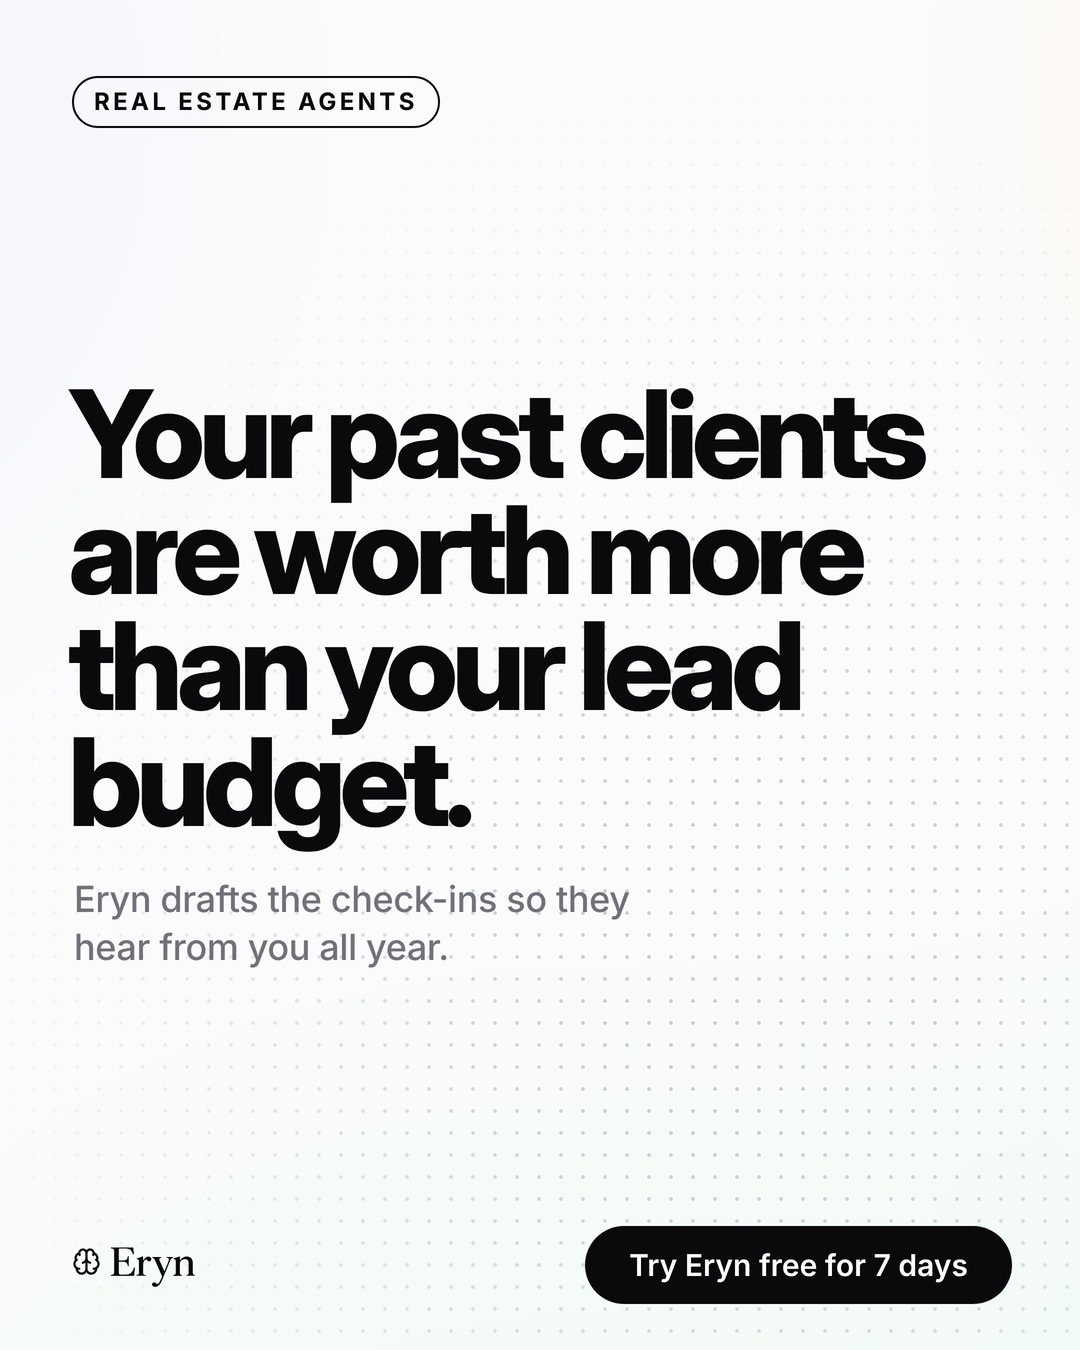 REAL ESTATE AGENTS
Your past clients
are worth more
than your lead
budget.
Eryn drafts the check-ins so they
hear from you all year.
Eryn
Try Eryn free for 7 days